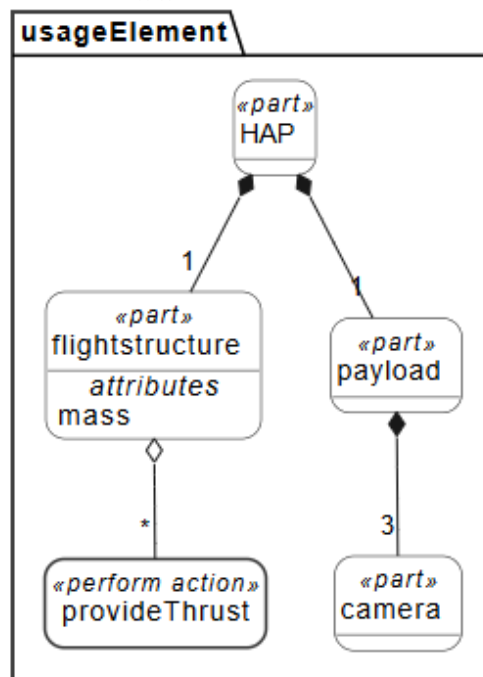 usageElement
«part»
HAP
1
1
«part»
flightstructure
attributes
mass
«part»
payload
*
3
«perform action»
provideThrust
«part»
camera